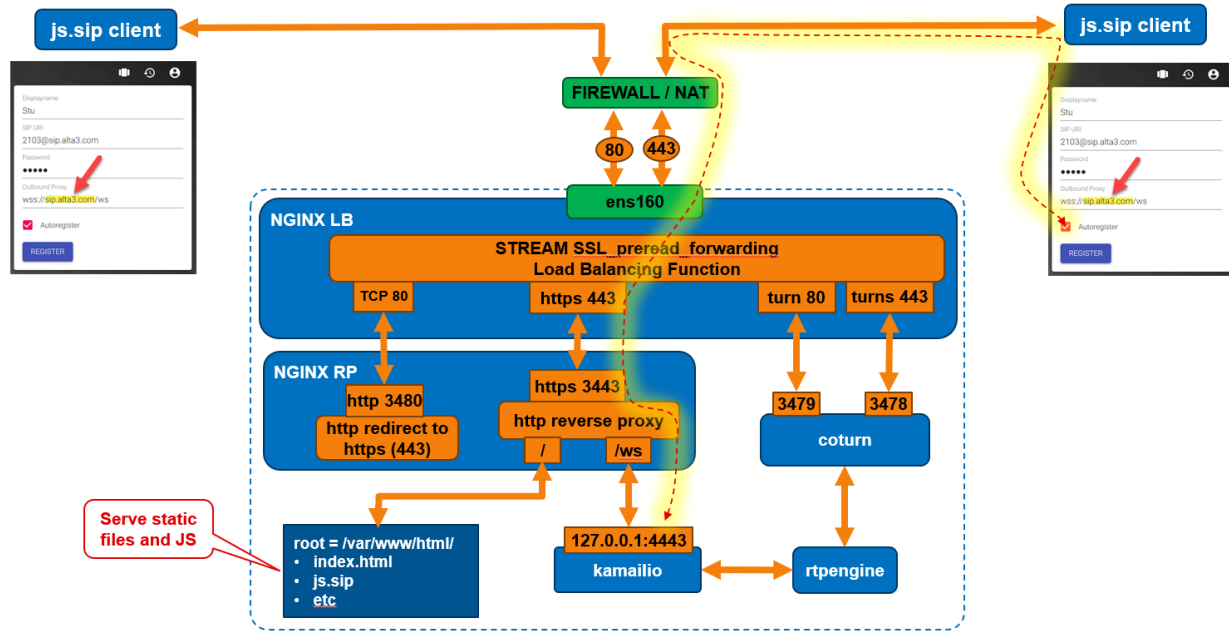 js.sip client
js.sip client
Displayname
Stu
SIP URI
2103@sip.alta3.com
Password
•••••
Outbound Proxy
wss://sip.alta3.com/ws
Autoregister
REGISTER
FIREWALL / NAT
80
443
Displayname
Stu
SIP URI
2103@sip.alta3.com
Password
•••••
Outbound Proxy
wss://sip.alta3.com/ws
Autoregister
REGISTER
ens160
NGINX LB
STREAM SSL_preread_forwarding
Load Balancing Function
TCP 80
https 443
turn 80
turns 443
NGINX RP
http 3480
http redirect to
https (443)
https 3443
http reverse proxy
/
/ws
3479
3478
coturn
Serve static
files and JS
root = /var/www/html/
• index.html
• js.sip
• etc
127.0.0.1:4443
kamailio
rtpengine